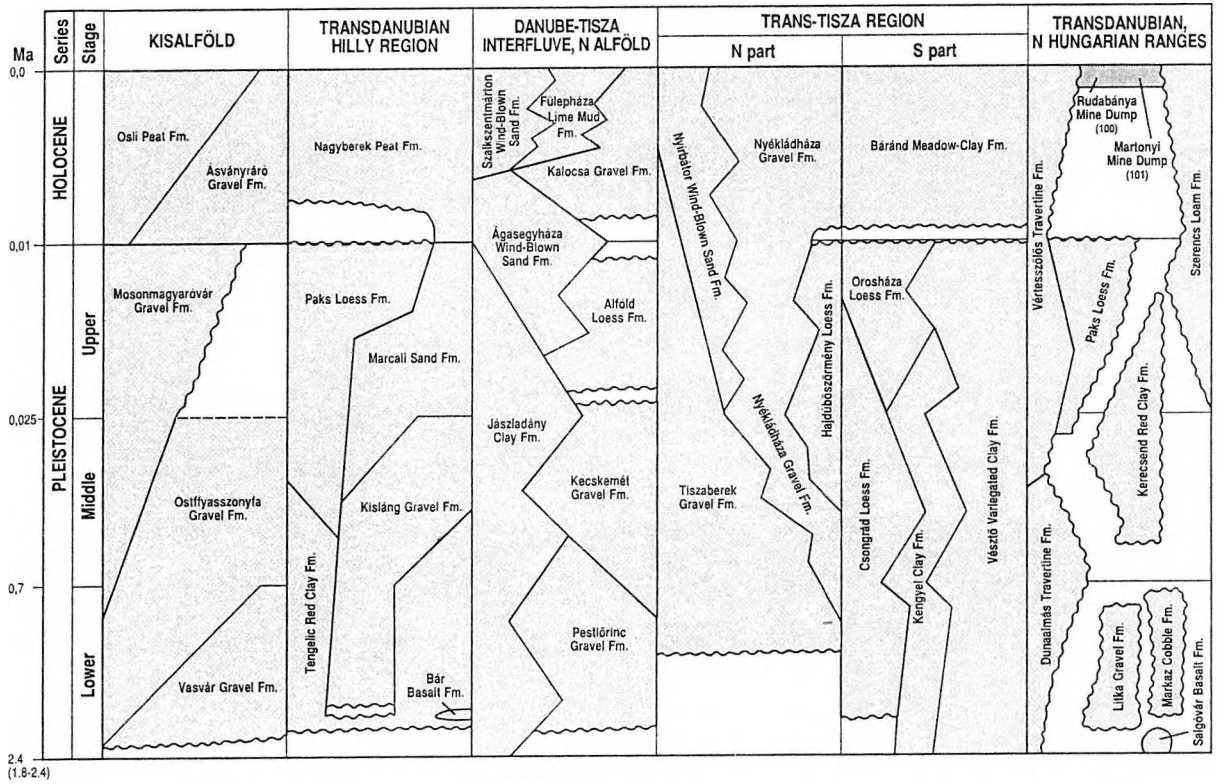 Ma
Series
Stage
KISALFÖLD
TRANSDANUBIAN
HILLY REGION
DANUBE-TISZA
INTERFLUVE, N ALFÖLD
TRANS-TISZA REGION
N part
S part
TRANSDANUBIAN,
N HUNGARIAN RANGES
0,0
0,01
0,025
0,7
2.4
(1.8-2.4)
HOLOCENE
PLEISTOCENE
Upper
Middle
Lower
Osli Peat Fm.
Ásványráró
Gravel Fm.
Mosonmagyaróvár
Gravel Fm.
Ostffyasszonyfa
Gravel Fm.
Vasvár Gravel Fm.
Nagyberek Peat Fm.
Paks Loess Fm.
Marcali Sand Fm.
Kisláng Gravel Fm.
Tengelic Red Clay Fm.
Bár
Basalt Fm.
Szalkszentmárton
Wind-Blown
Sand Fm.
Fülepháza
Lime Mud
Fm.
Kalocsa Gravel Fm.
Ágasegyháza
Wind-Blown
Sand Fm.
Alföld
Loess Fm.
Jászladány
Clay Fm.
Kecskemét
Gravel Fm.
Pestlőrinc
Gravel Fm.
Nyírbátor Wind-Blown Sand Fm.
Nyékládháza
Gravel Fm.
Nyékládháza Gravel Fm.
Tiszaberek
Gravel Fm.
Hajdúböszörmény Loess Fm.
Báránd Meadow-Clay Fm.
Orosháza
Loess Fm.
Csongrád Loess Fm.
Kengyel Clay Fm.
Vésztő Variegated Clay Fm.
Rudabánya
Mine Dump
(100)
Martonyi
Mine Dump
(101)
Vértesszőlős Travertine Fm.
Szerencs Loam Fm.
Paks Loess Fm.
Kerecsend Red Clay Fm.
Dunaalmás Travertine Fm.
Litka Gravel Fm.
Markaz Cobble Fm.
Salgóvár Basalt Fm.